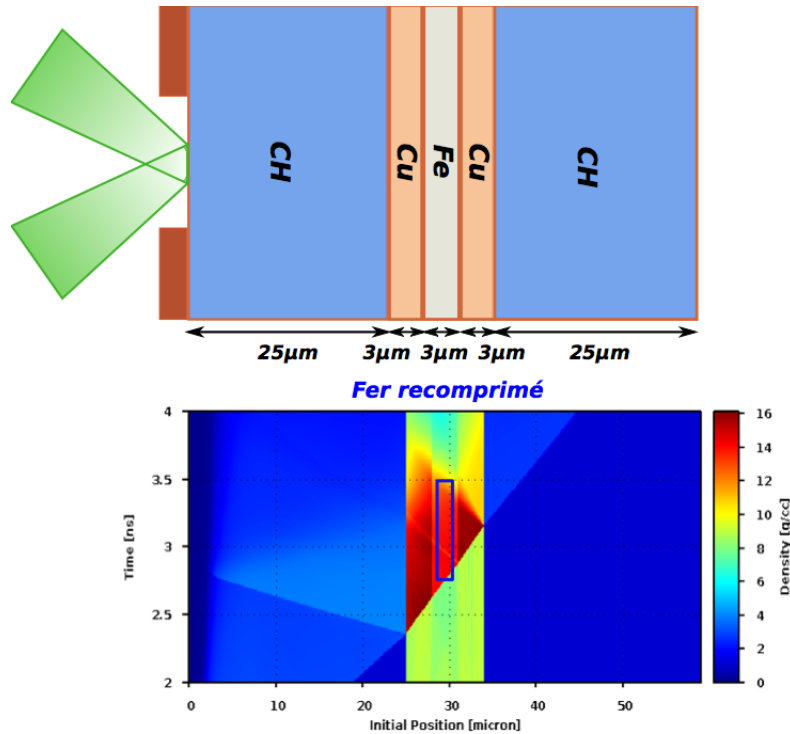 CH
Cu
Fe
Cu
CH
25µm
3µm
3µm
3µm
25µm
Fer recomprimé
4
3.5
3
2.5
2
Time [ns]
0
10
20
30
40
50
Initial Position [micron]
16
14
12
10
8
6
4
2
0
Density [g/cc]